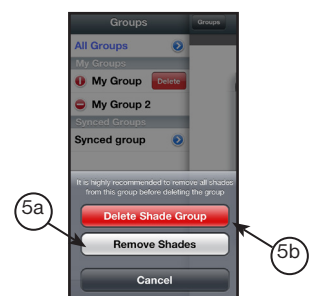 Groups
Groups
All Groups
My Groups
My Group
Delete
My Group 2
Synced Groups
Synced group
It is highly recommended to remove all shades
from this group before deleting the group
5a
Delete Shade Group
Remove Shades
5b
Cancel